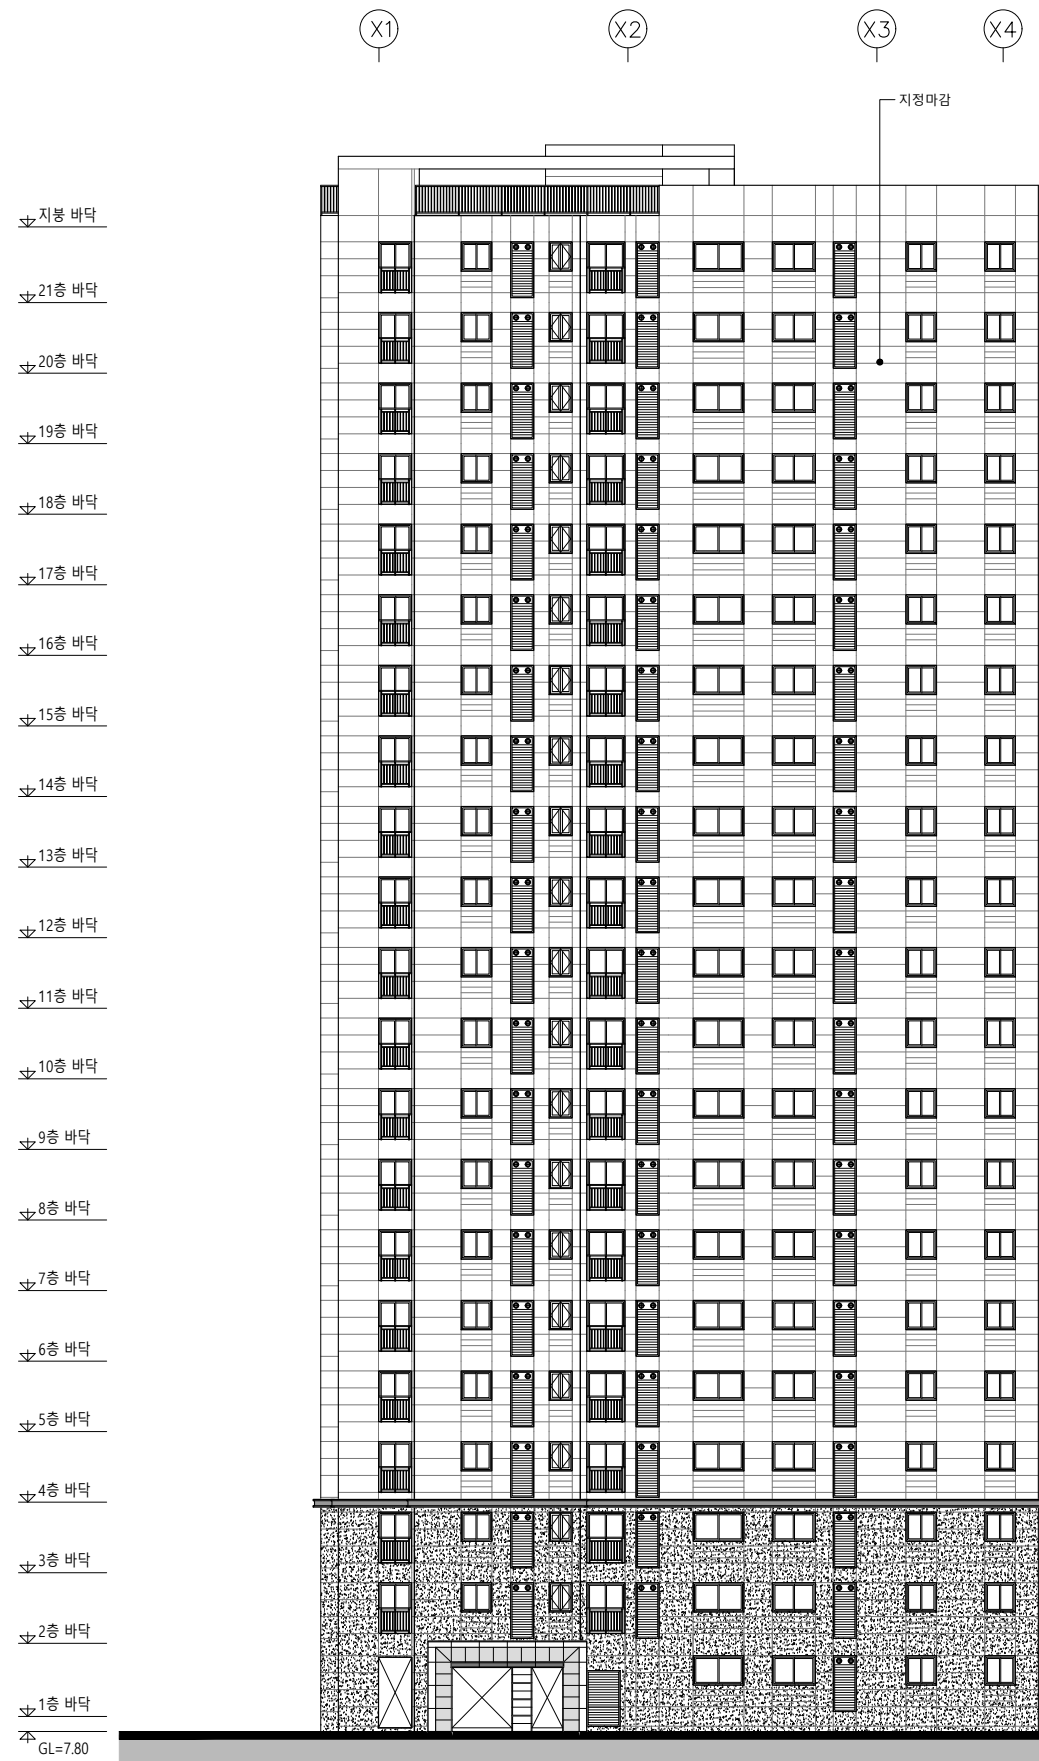 X1 X2 X3 X4
지정마감
지붕 바닥
21층 바닥
20층 바닥
19층 바닥
18층 바닥
17층 바닥
16층 바닥
15층 바닥
14층 바닥
13층 바닥
12층 바닥
11층 바닥
10층 바닥
9층 바닥
8층 바닥
7층 바닥
6층 바닥
5층 바닥
4층 바닥
3층 바닥
2층 바닥
1층 바닥
GL=7.80